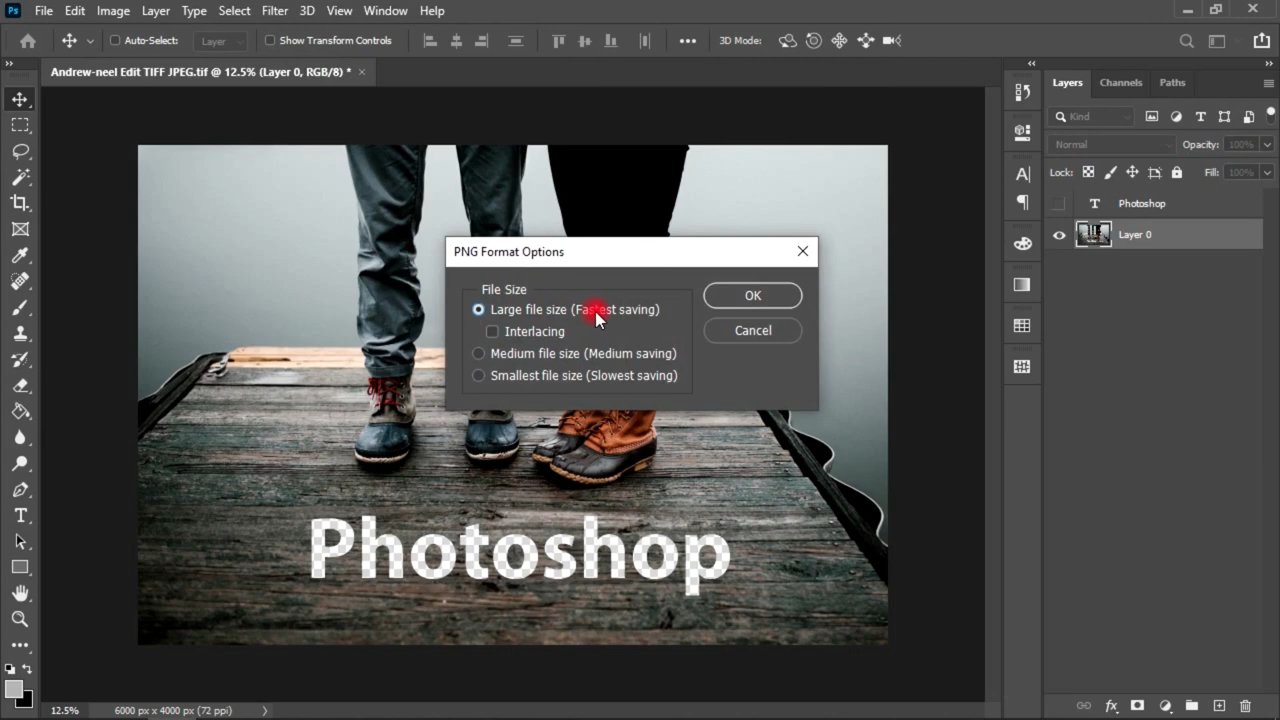 Ps File Edit Image Layer Type Select Filter 3D View Window Help
Auto-Select: Layer Show Transform Controls 3D Mode:
Andrew-neel Edit TIFF JPEG.tif @ 12.5% (Layer 0, RGB/8) * ×
Layers Channels Paths
Kind
Normal Opacity: 100%
Lock: Fill: 100%
Photoshop
Layer 0
PNG Format Options
File Size
Large file size (Fastest saving)
Interlacing
Medium file size (Medium saving)
Smallest file size (Slowest saving)
OK
Cancel
Photoshop
12.5% 6000 px x 4000 px (72 ppi)